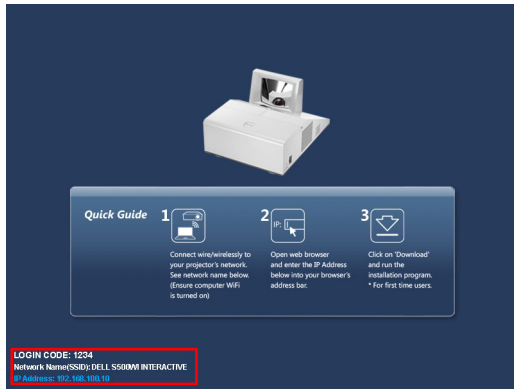 Quick Guide
1
Connect wire/wirelessly to
your projector's network.
See network name below.
(Ensure computer WiFi
is turned on)
2
IP:
Open web browser
and enter the IP Address
below into your browser's
address bar.
3
Click on 'Download'
and run the
installation program.
* For first time users.
LOGIN CODE: 1234
Network Name(SSID): DELL S500WI INTERACTIVE
IP Address: 192.168.100.10